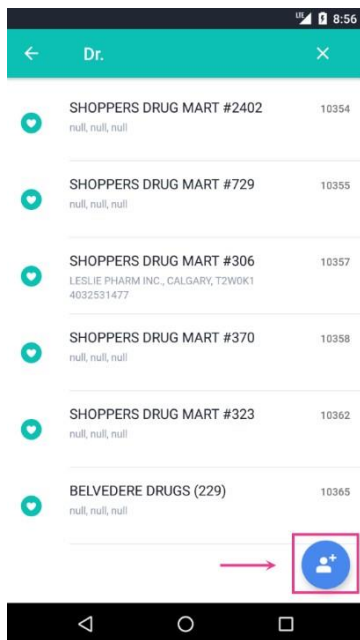 LTE 8:56
Dr.
SHOPPERS DRUG MART #2402 10354
null, null, null
SHOPPERS DRUG MART #729 10355
null, null, null
SHOPPERS DRUG MART #306 10357
LESLIE PHARM INC., CALGARY, T2W0K1
4032531477
SHOPPERS DRUG MART #370 10358
null, null, null
SHOPPERS DRUG MART #323 10362
null, null, null
BELVEDERE DRUGS (229) 10365
null, null, null